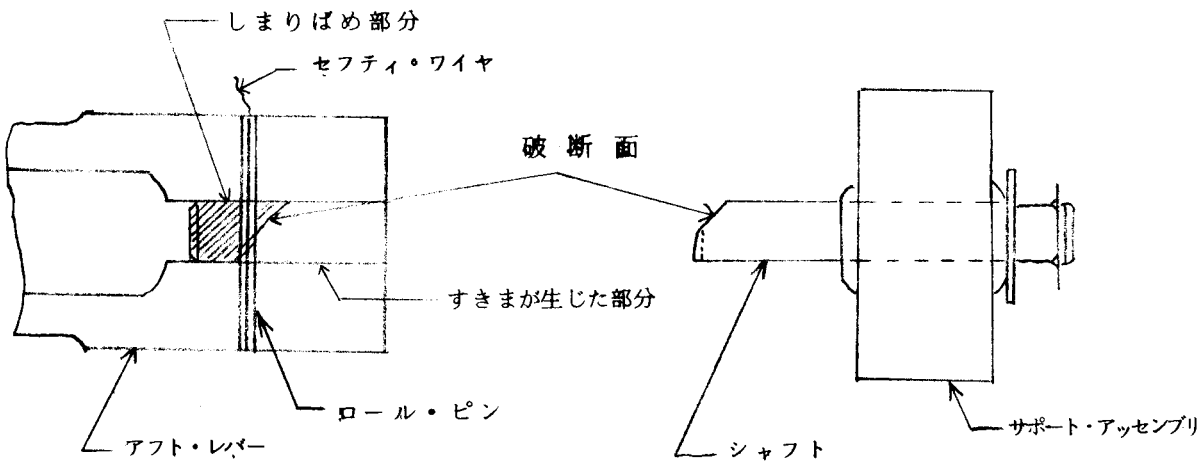 しまりばめ部分
セフティ・ワイヤ
破断面
すきまが生じた部分
ロール・ピン
アフト・レバー
シャフト
サポート・アッセンブリ